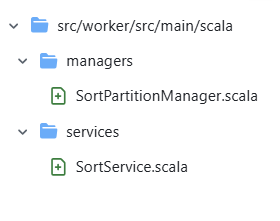 src/worker/src/main/scala
managers
SortPartitionManager.scala
services
SortService.scala